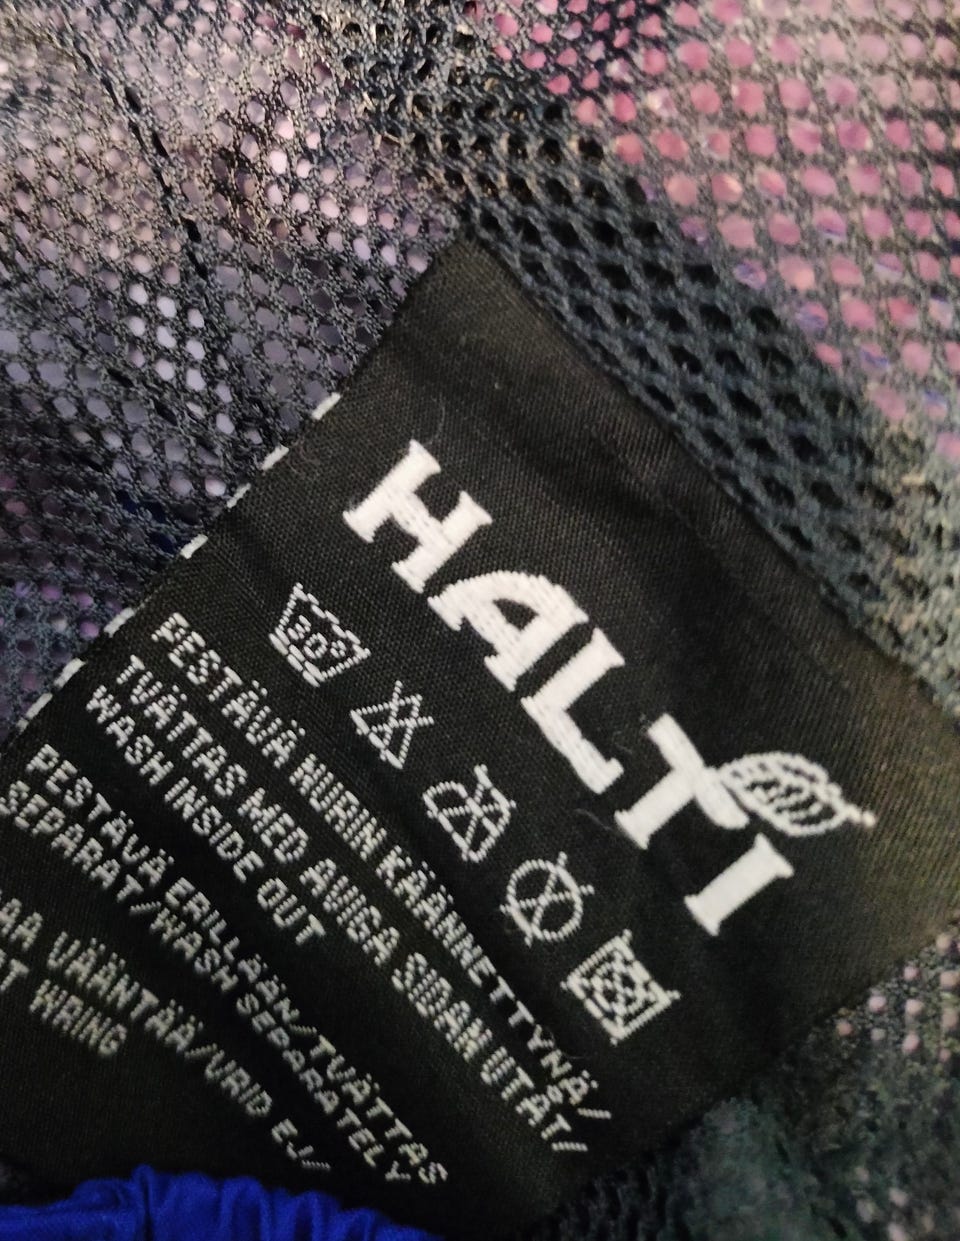 HALTI
30°
PESTÄVÄ NURIN KÄÄNNETTYNÄ/
TVÄTTAS MED AVIGA SIDAN UTÅT/
WASH INSIDE OUT
PESTÄVÄ ERILLÄÄN/TVÄTTAS
SEPARAT/WASH SEPARATELY
VÄÄNTÄÄ/VRID EJ/
WRING